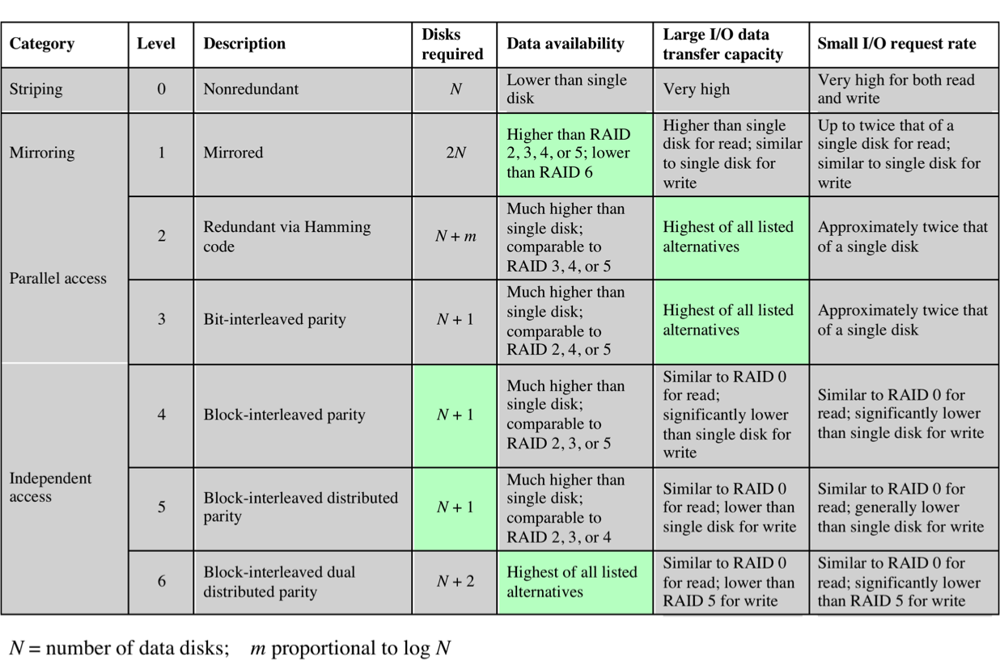 Category Level Description Disks required Data availability Large I/O data transfer capacity Small I/O request rate
Striping 0 Nonredundant N Lower than single disk Very high Very high for both read and write
Mirroring 1 Mirrored 2N Higher than RAID 2, 3, 4, or 5; lower than RAID 6 Higher than single disk for read; similar to single disk for write Up to twice that of a single disk for read; similar to single disk for write
Parallel access 2 Redundant via Hamming code N + m Much higher than single disk; comparable to RAID 3, 4, or 5 Highest of all listed alternatives Approximately twice that of a single disk
3 Bit-interleaved parity N + 1 Much higher than single disk; comparable to RAID 2, 4, or 5 Highest of all listed alternatives Approximately twice that of a single disk
Independent access 4 Block-interleaved parity N + 1 Much higher than single disk; comparable to RAID 2, 3, or 5 Similar to RAID 0 for read; significantly lower than single disk for write Similar to RAID 0 for read; significantly lower than single disk for write
5 Block-interleaved distributed parity N + 1 Much higher than single disk; comparable to RAID 2, 3, or 4 Similar to RAID 0 for read; lower than single disk for write Similar to RAID 0 for read; generally lower than single disk for write
6 Block-interleaved dual distributed parity N + 2 Highest of all listed alternatives Similar to RAID 0 for read; lower than RAID 5 for write Similar to RAID 0 for read; significantly lower than RAID 5 for write
N = number of data disks; m proportional to log N